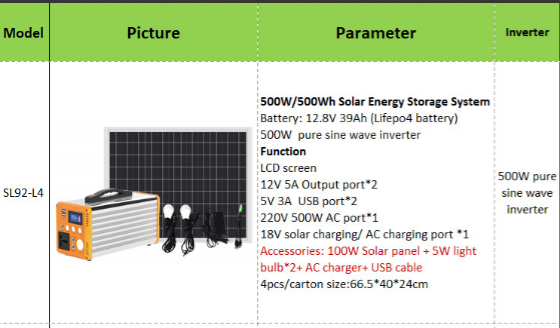 Model Picture Parameter Inverter
500W/500Wh Solar Energy Storage System
Battery: 12.8V 39Ah (Lifepo4 battery)
500W  pure sine wave inverter
Function
LCD screen
12V 5A Output port*2
5V 3A  USB port*2
220V 500W AC port*1
18V solar charging/ AC charging port *1
Accessories: 100W Solar panel + 5W light
bulb*2+ AC charger+ USB cable
4pcs/carton size:66.5*40*24cm
SL92-L4
500W pure
sine wave
inverter